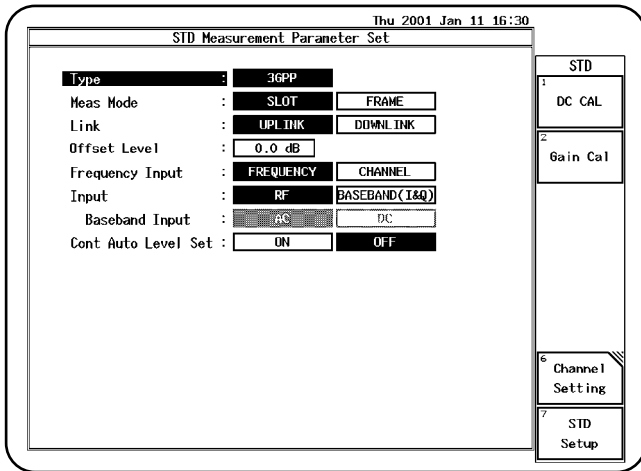 Thu 2001 Jan 11 16:30
STD Measurement Parameter Set
Type : 3GPP
Meas Mode : SLOT FRAME
Link : UPLINK DOWNLINK
Offset Level : 0.0 dB
Frequency Input : FREQUENCY CHANNEL
Input : RF BASEBAND(I&Q)
Baseband Input : AC DC
Cont Auto Level Set : ON OFF
STD
1
DC CAL
2
Gain Cal
6
Channel
Setting
7
STD
Setup